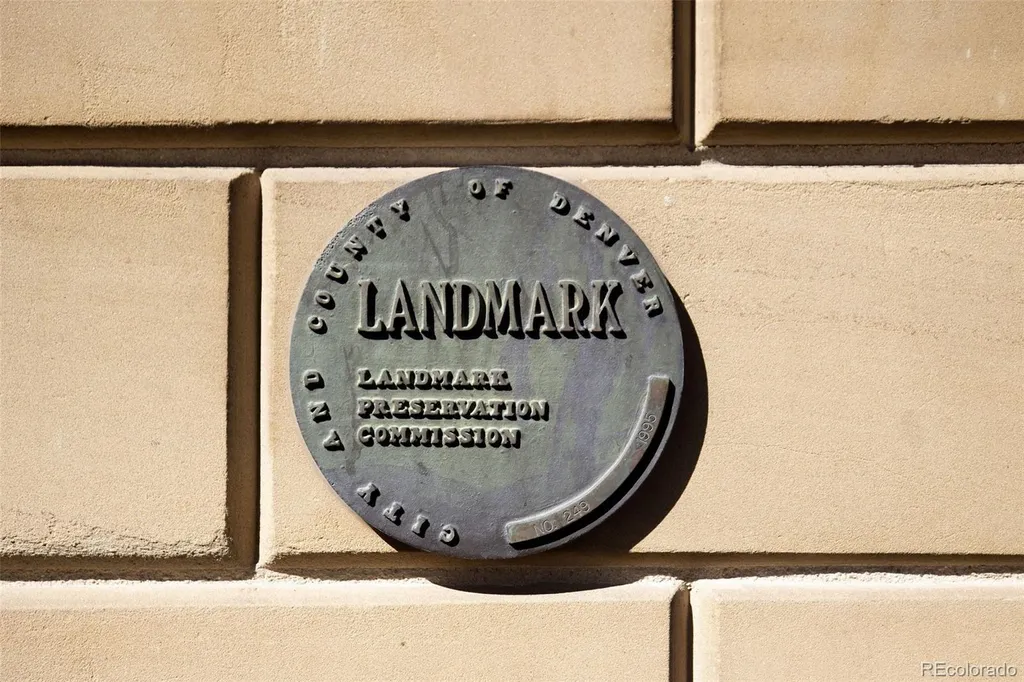 CITY AND COUNTY OF DENVER
LANDMARK
LANDMARK
PRESERVATION
COMMISSION
NO. 249 1995
REcolorado